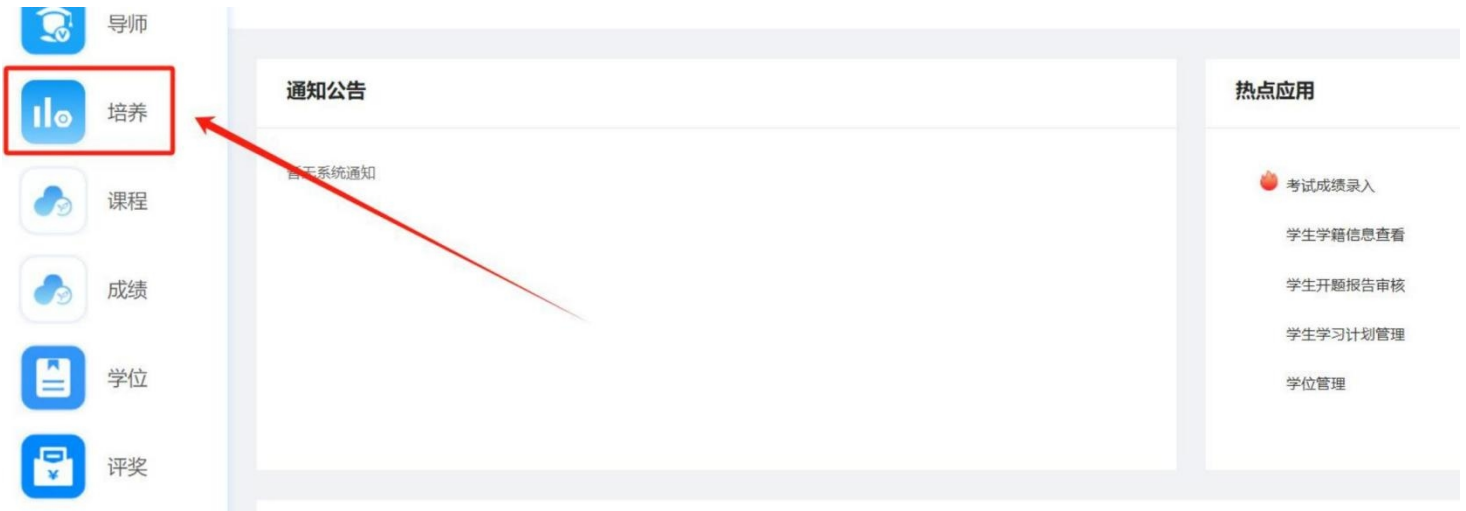 导师
培养
课程
成绩
学位
评奖
通知公告
暂无系统通知
热点应用
考试成绩录入
学生学籍信息查看
学生开题报告审核
学生学习计划管理
学位管理